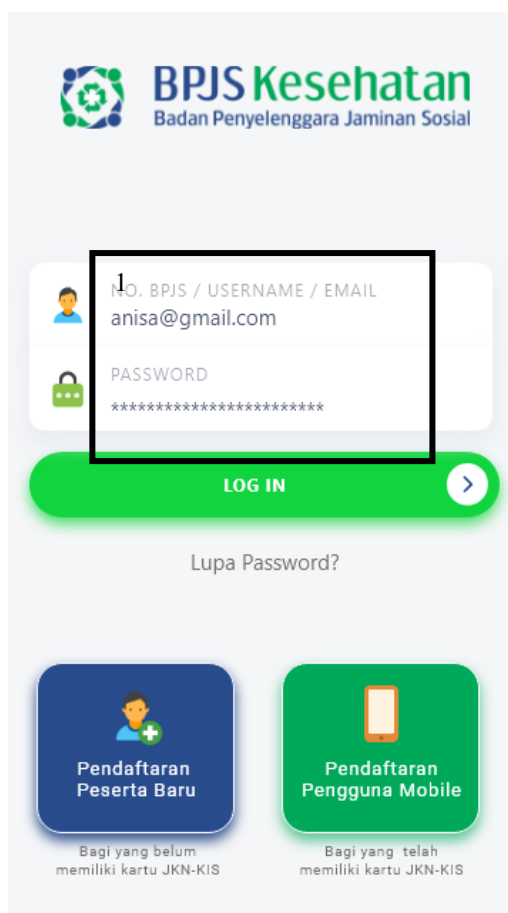 BPJS Kesehatan
Badan Penyelenggara Jaminan Sosial
1
NO. BPJS / USERNAME / EMAIL
anisa@gmail.com
PASSWORD
************************
LOG IN
Lupa Password?
Pendaftaran
Peserta Baru
Bagi yang belum
memiliki kartu JKN-KIS
Pendaftaran
Pengguna Mobile
Bagi yang telah
memiliki kartu JKN-KIS